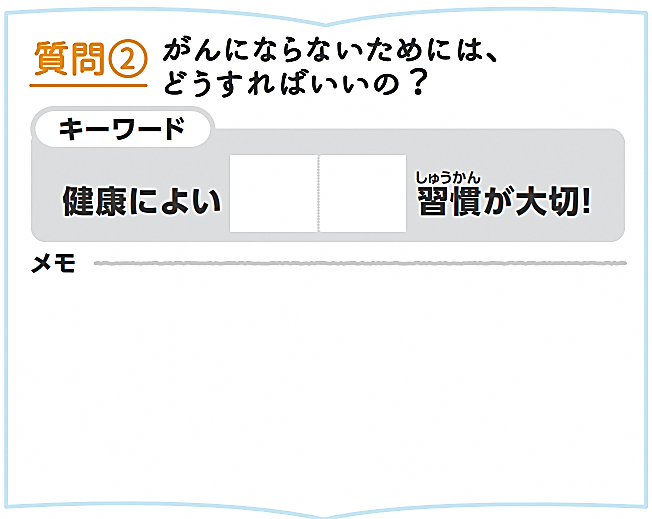 質問② がんにならないためには、
どうすればいいの？
キーワード
しゅうかん
健康によい 習慣が大切!
メモ